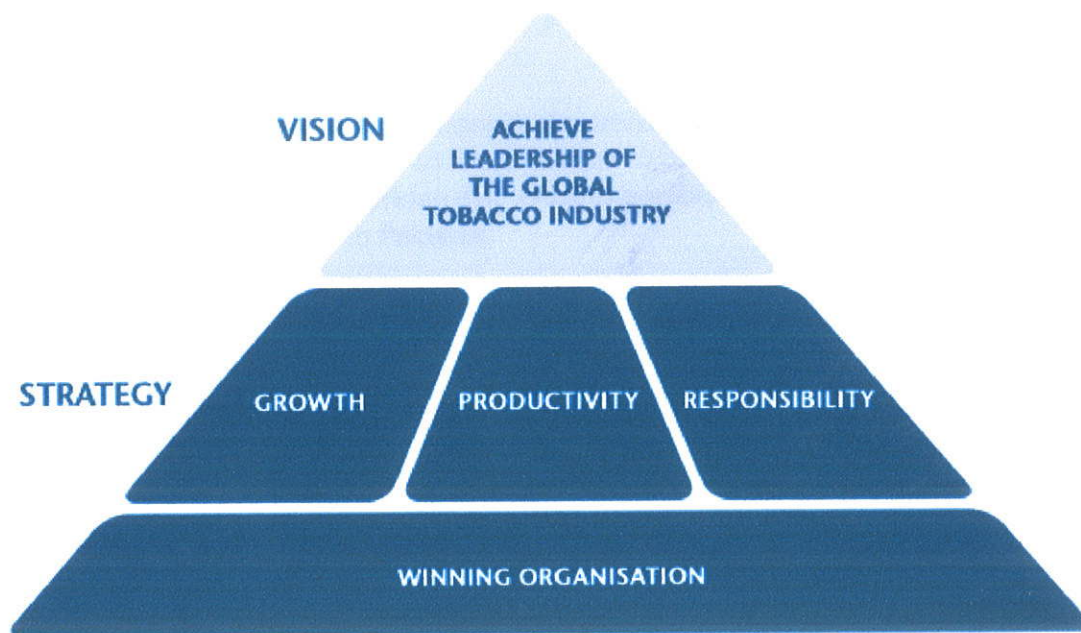 VISION
ACHIEVE
LEADERSHIP OF
THE GLOBAL
TOBACCO INDUSTRY
STRATEGY
GROWTH
PRODUCTIVITY
RESPONSIBILITY
WINNING ORGANISATION